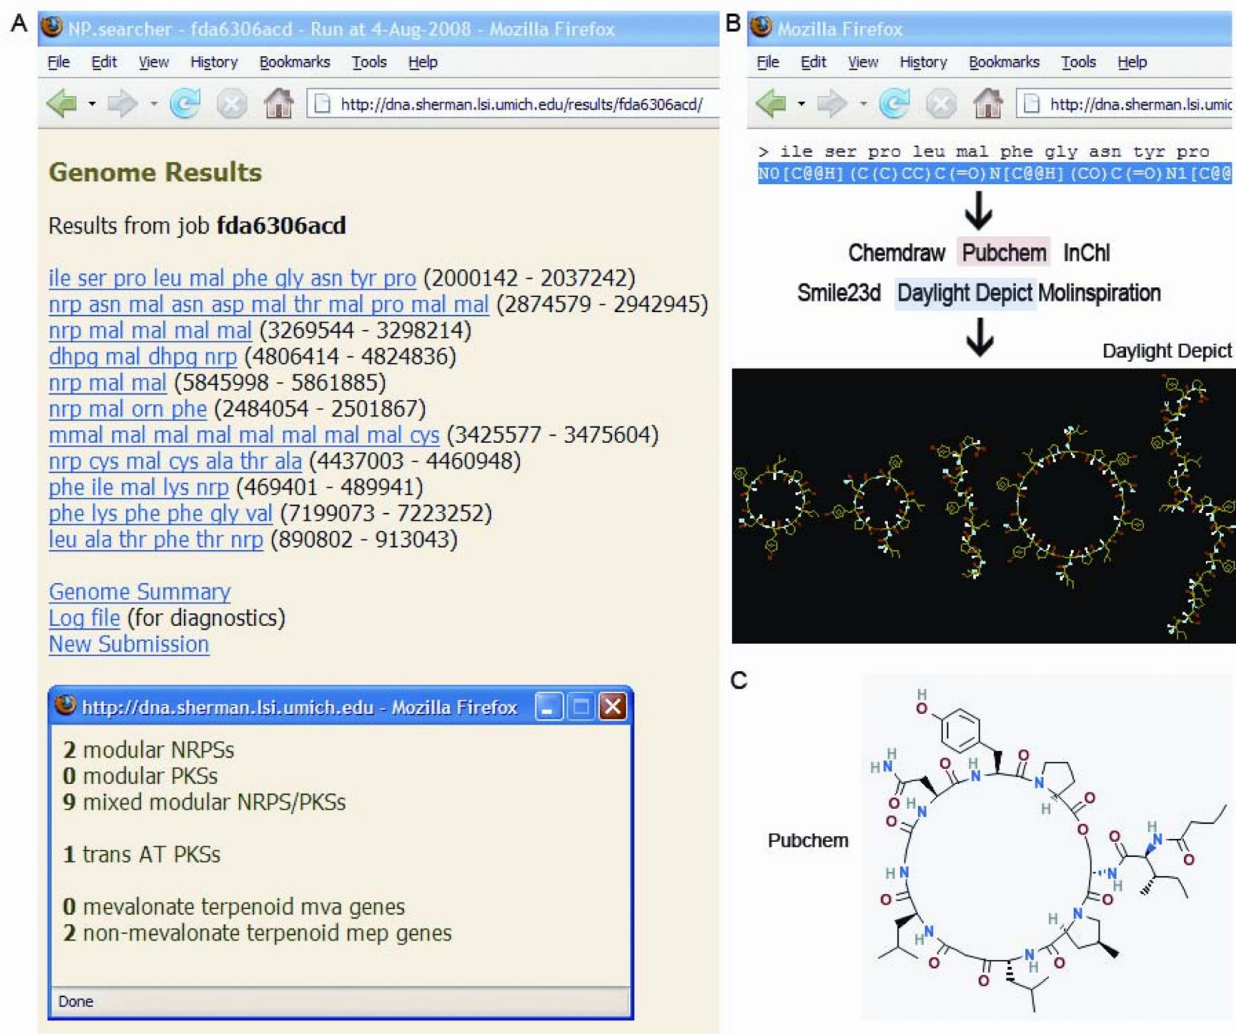 A
NP.searcher - fda6306acd - Run at 4-Aug-2008 - Mozilla Firefox
File Edit View History Bookmarks Tools Help
http://dna.sherman.lsi.umich.edu/results/fda6306acd/
Genome Results
Results from job fda6306acd
ile ser pro leu mal phe gly asn tyr pro (2000142 - 2037242)
nrp asn mal asn asp mal thr mal pro mal mal (2874579 - 2942945)
nrp mal mal mal mal (3269544 - 3298214)
dhpg mal dhpg nrp (4806414 - 4824836)
nrp mal mal (5845998 - 5861885)
nrp mal orn phe (2484054 - 2501867)
mmal mal mal mal mal mal mal mal cys (3425577 - 3475604)
nrp cys mal cys ala thr ala (4437003 - 4460948)
phe ile mal lys nrp (469401 - 489941)
phe lys phe phe gly val (7199073 - 7223252)
leu ala thr phe thr nrp (890802 - 913043)
Genome Summary
Log file (for diagnostics)
New Submission
http://dna.sherman.lsi.umich.edu - Mozilla Firefox
2 modular NRPSs
0 modular PKSs
9 mixed modular NRPS/PKSs
1 trans AT PKSs
0 mevalonate terpenoid mva genes
2 non-mevalonate terpenoid mep genes
Done
B
Mozilla Firefox
File Edit View History Bookmarks Tools Help
http://dna.sherman.lsi.umic
> ile ser pro leu mal phe gly asn tyr pro
N0[C@@H](C(C)CC)C(=O)N[C@@H](CO)C(=O)N1[C@@
Chemdraw Pubchem InChI
Smile23d Daylight Depict Molinspiration
Daylight Depict
C
Pubchem